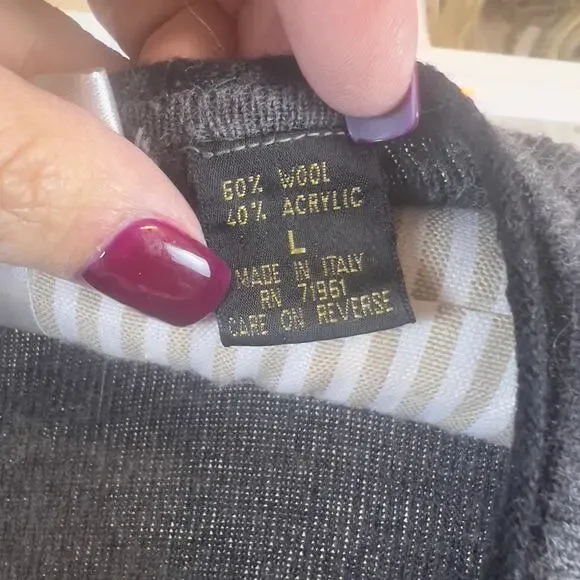 60% WOOL
40% ACRYLIC
L
MADE IN ITALY
RN 71961
CARE ON REVERSE